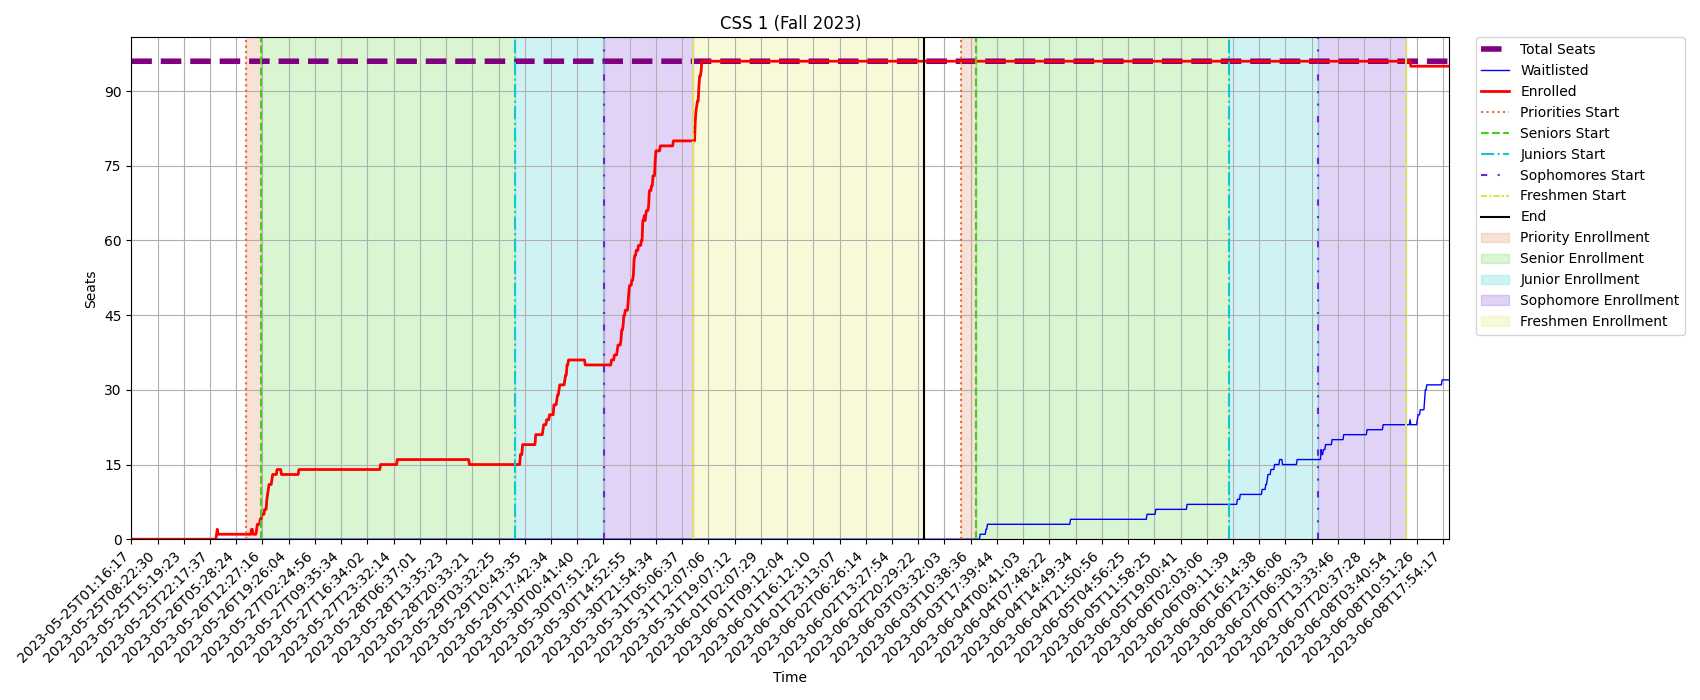 CSS 1 (Fall 2023)
Seats
90
75
60
45
30
15
0
2023-05-25T01:16:17
2023-05-25T08:22:30
2023-05-25T15:19:23
2023-05-25T22:17:37
2023-05-26T05:28:24
2023-05-26T12:27:16
2023-05-26T19:26:04
2023-05-27T02:24:56
2023-05-27T09:35:34
2023-05-27T16:34:02
2023-05-27T23:32:14
2023-05-28T06:37:01
2023-05-28T13:35:23
2023-05-28T20:33:21
2023-05-29T03:32:25
2023-05-29T10:43:35
2023-05-29T17:42:34
2023-05-30T00:41:40
2023-05-30T07:51:22
2023-05-30T14:52:55
2023-05-30T21:54:34
2023-05-31T05:06:37
2023-05-31T12:07:06
2023-05-31T19:07:12
2023-06-01T02:07:29
2023-06-01T09:12:04
2023-06-01T16:12:10
2023-06-01T23:13:07
2023-06-02T06:26:14
2023-06-02T13:27:54
2023-06-02T20:29:22
2023-06-03T03:32:03
2023-06-03T10:38:36
2023-06-03T17:39:44
2023-06-04T00:41:03
2023-06-04T07:48:22
2023-06-04T14:49:34
2023-06-04T21:50:56
2023-06-05T04:56:25
2023-06-05T11:58:25
2023-06-05T19:00:41
2023-06-06T02:03:06
2023-06-06T09:11:39
2023-06-06T16:14:38
2023-06-06T23:16:06
2023-06-07T06:30:33
2023-06-07T13:33:46
2023-06-07T20:37:28
2023-06-08T03:40:54
2023-06-08T10:51:26
2023-06-08T17:54:17
Time
Total Seats
Waitlisted
Enrolled
Priorities Start
Seniors Start
Juniors Start
Sophomores Start
Freshmen Start
End
Priority Enrollment
Senior Enrollment
Junior Enrollment
Sophomore Enrollment
Freshmen Enrollment